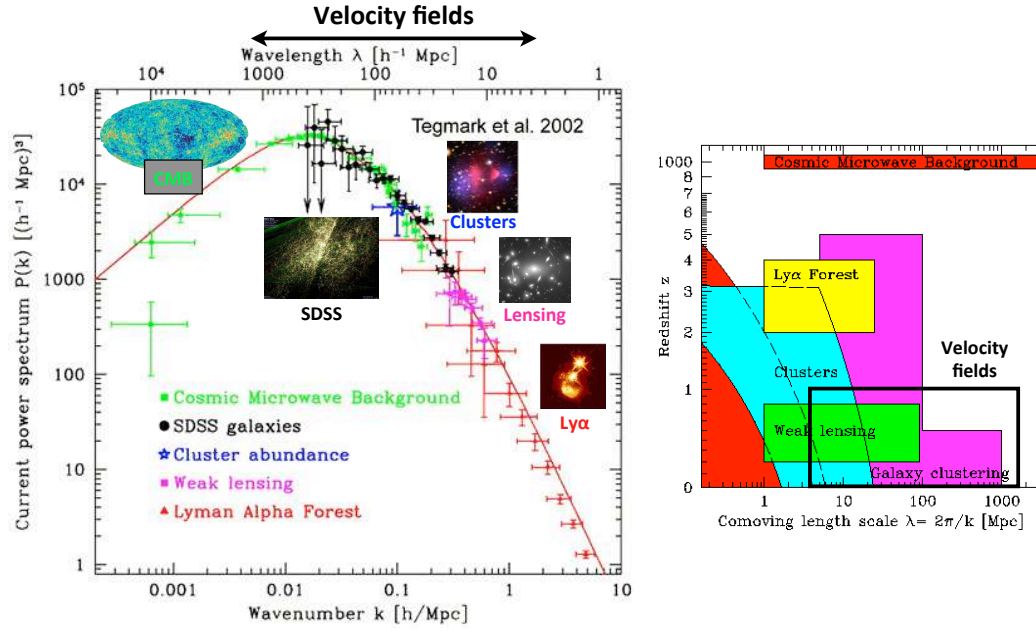 Velocity fields
Wavelength λ [h⁻¹ Mpc]
10⁴ 1000 100 10 1
10⁵
10⁴
1000
100
10
1
Current power spectrum P(k) [(h⁻¹ Mpc)³]
Tegmark et al. 2002
CMB
Clusters
SDSS
Lensing
Lyα
Cosmic Microwave Background
SDSS galaxies
Cluster abundance
Weak lensing
Lyman Alpha Forest
0.001 0.01 0.1 1 10
Wavenumber k [h/Mpc]
1000
5
4
3
2
1
0
Redshift z
Cosmic Microwave Background
Lyα Forest
Clusters
Velocity
fields
Weak lensing
Galaxy clustering
1 10 100 1000
Comoving length scale λ= 2π/k [Mpc]